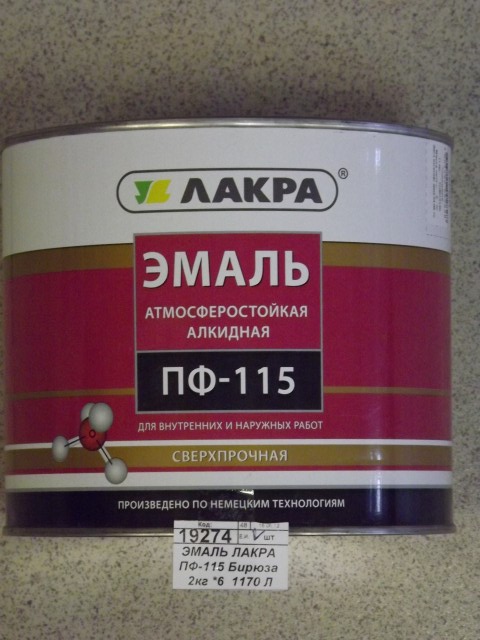 ЛАКРА®
ЭМАЛЬ
АТМОСФЕРОСТОЙКАЯ
АЛКИДНАЯ
ПФ-115
ДЛЯ ВНУТРЕННИХ И НАРУЖНЫХ РАБОТ
СВЕРХПРОЧНАЯ
ПРОИЗВЕДЕНО ПО НЕМЕЦКИМ ТЕХНОЛОГИЯМ
Код:
19274 шт
ЭМАЛЬ ЛАКРА
ПФ-115 Бирюза
2кг *6 1170 Л